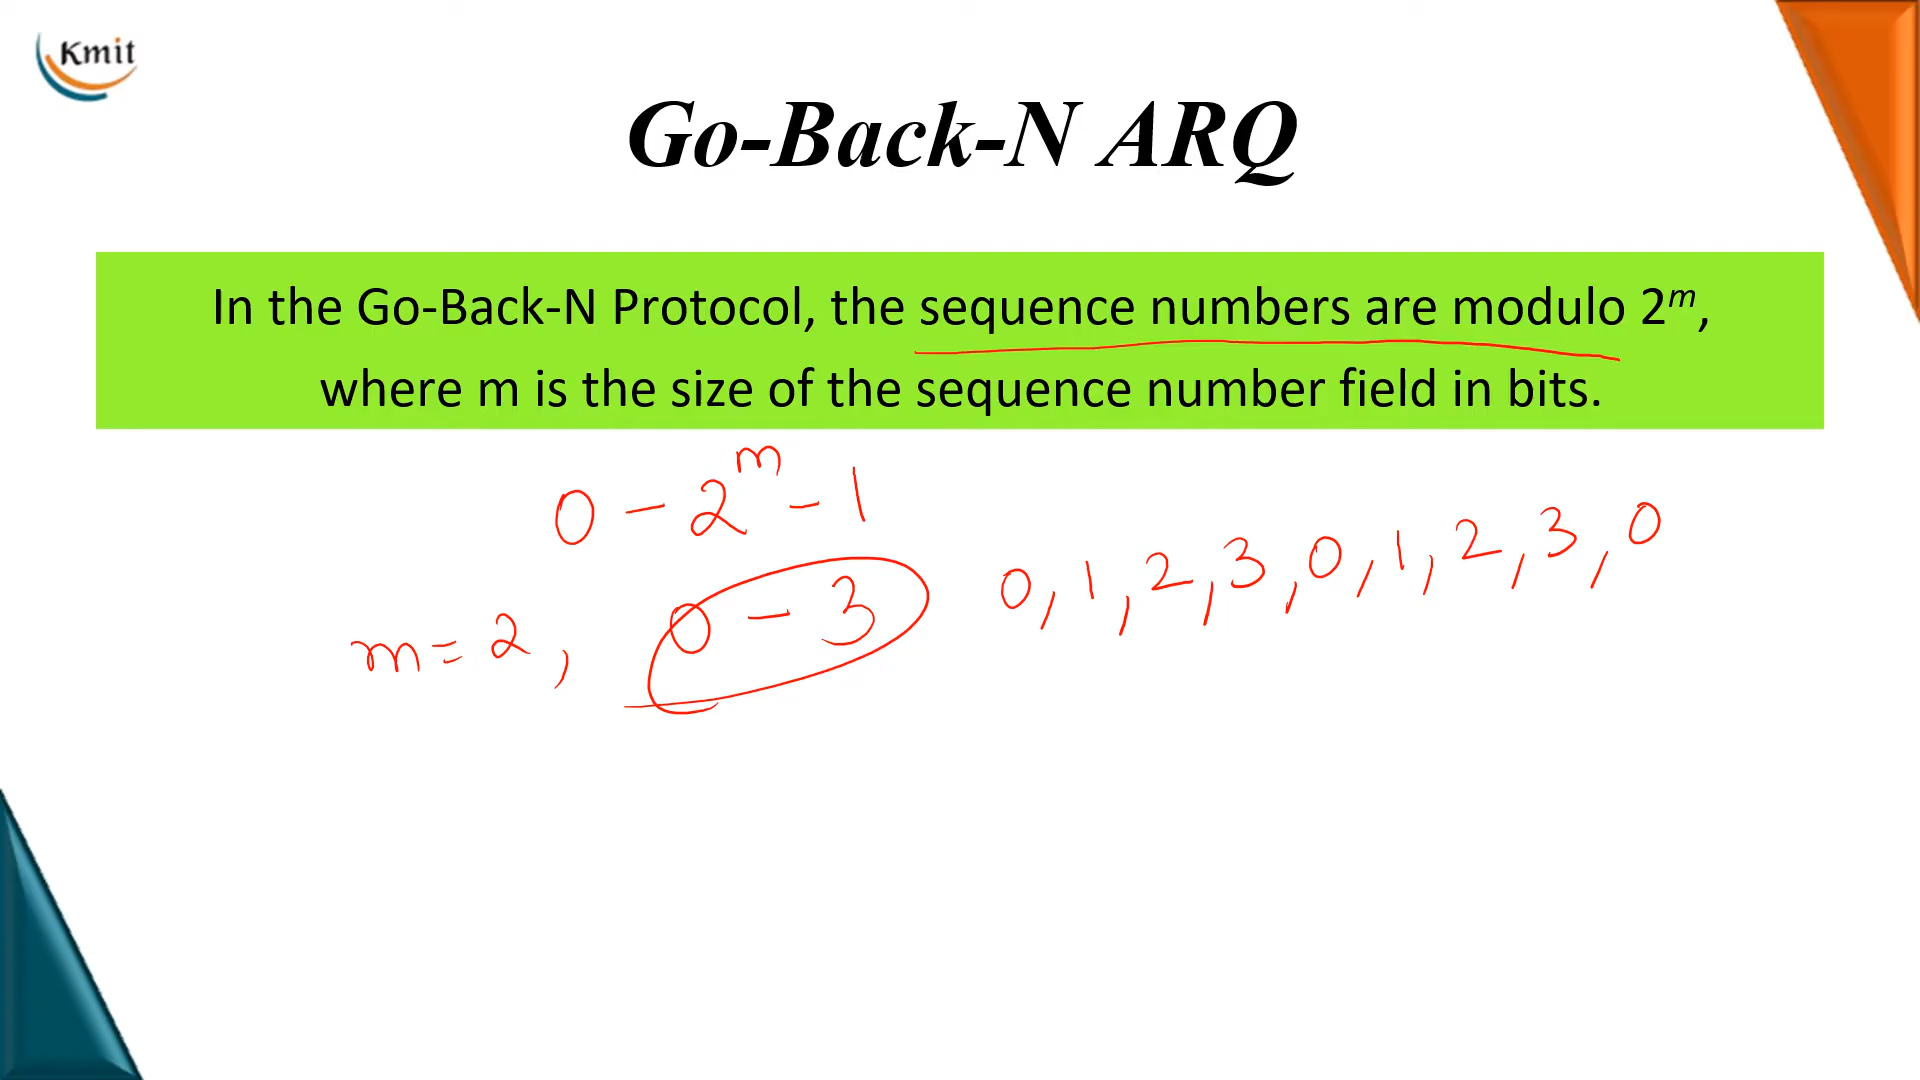 Kmit
Go-Back-N ARQ
In the Go-Back-N Protocol, the sequence numbers are modulo 2^m,
where m is the size of the sequence number field in bits.
0 - 2^m - 1
m = 2, 0 - 3 0, 1, 2, 3, 0, 1, 2, 3, 0